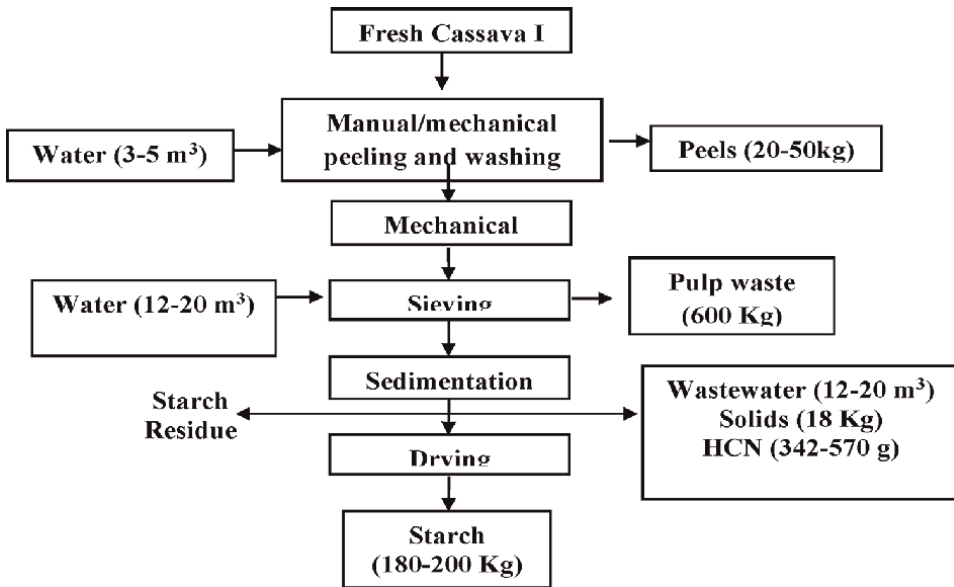 Fresh Cassava I
Manual/mechanical
peeling and washing
Water (3-5 m³)
Peels (20-50kg)
Mechanical
Water (12-20 m³)
Sieving
Pulp waste
(600 Kg)
Sedimentation
Starch
Residue
Wastewater (12-20 m³)
Solids (18 Kg)
HCN (342-570 g)
Drying
Starch
(180-200 Kg)